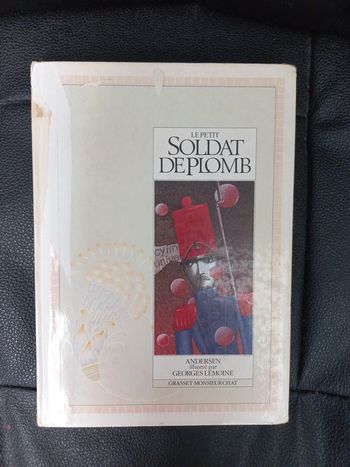 LE PETIT
SOLDAT
DE PLOMB
ANDERSEN
illustré par
GEORGES LEMOINE
GRASSET MONSIEUR CHAT